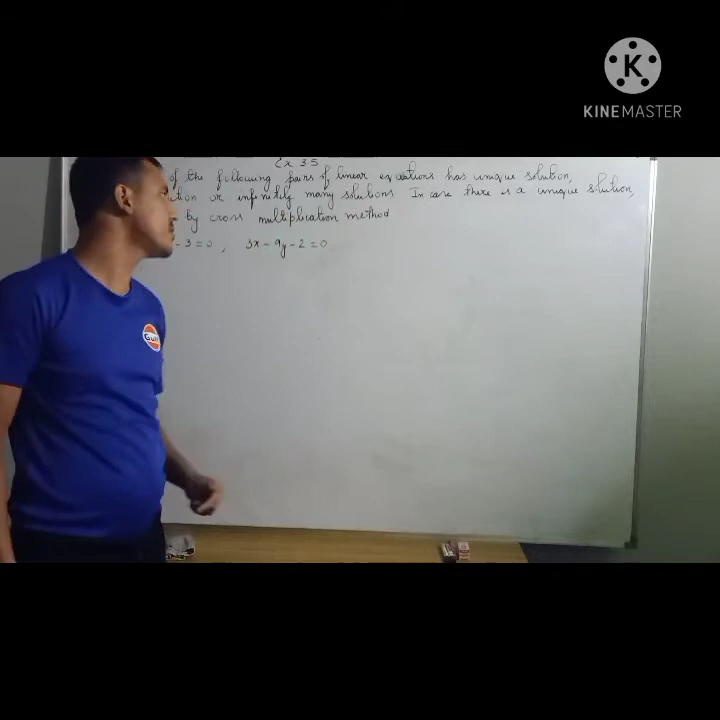 KINEMASTER
Ex 3.5
of the following pairs of linear equations has unique solution,
or infinitely many solutions In case there is a unique solution,
by cross multiplication method
- 3 = 0, 3x - 9y - 2 = 0
Gulf